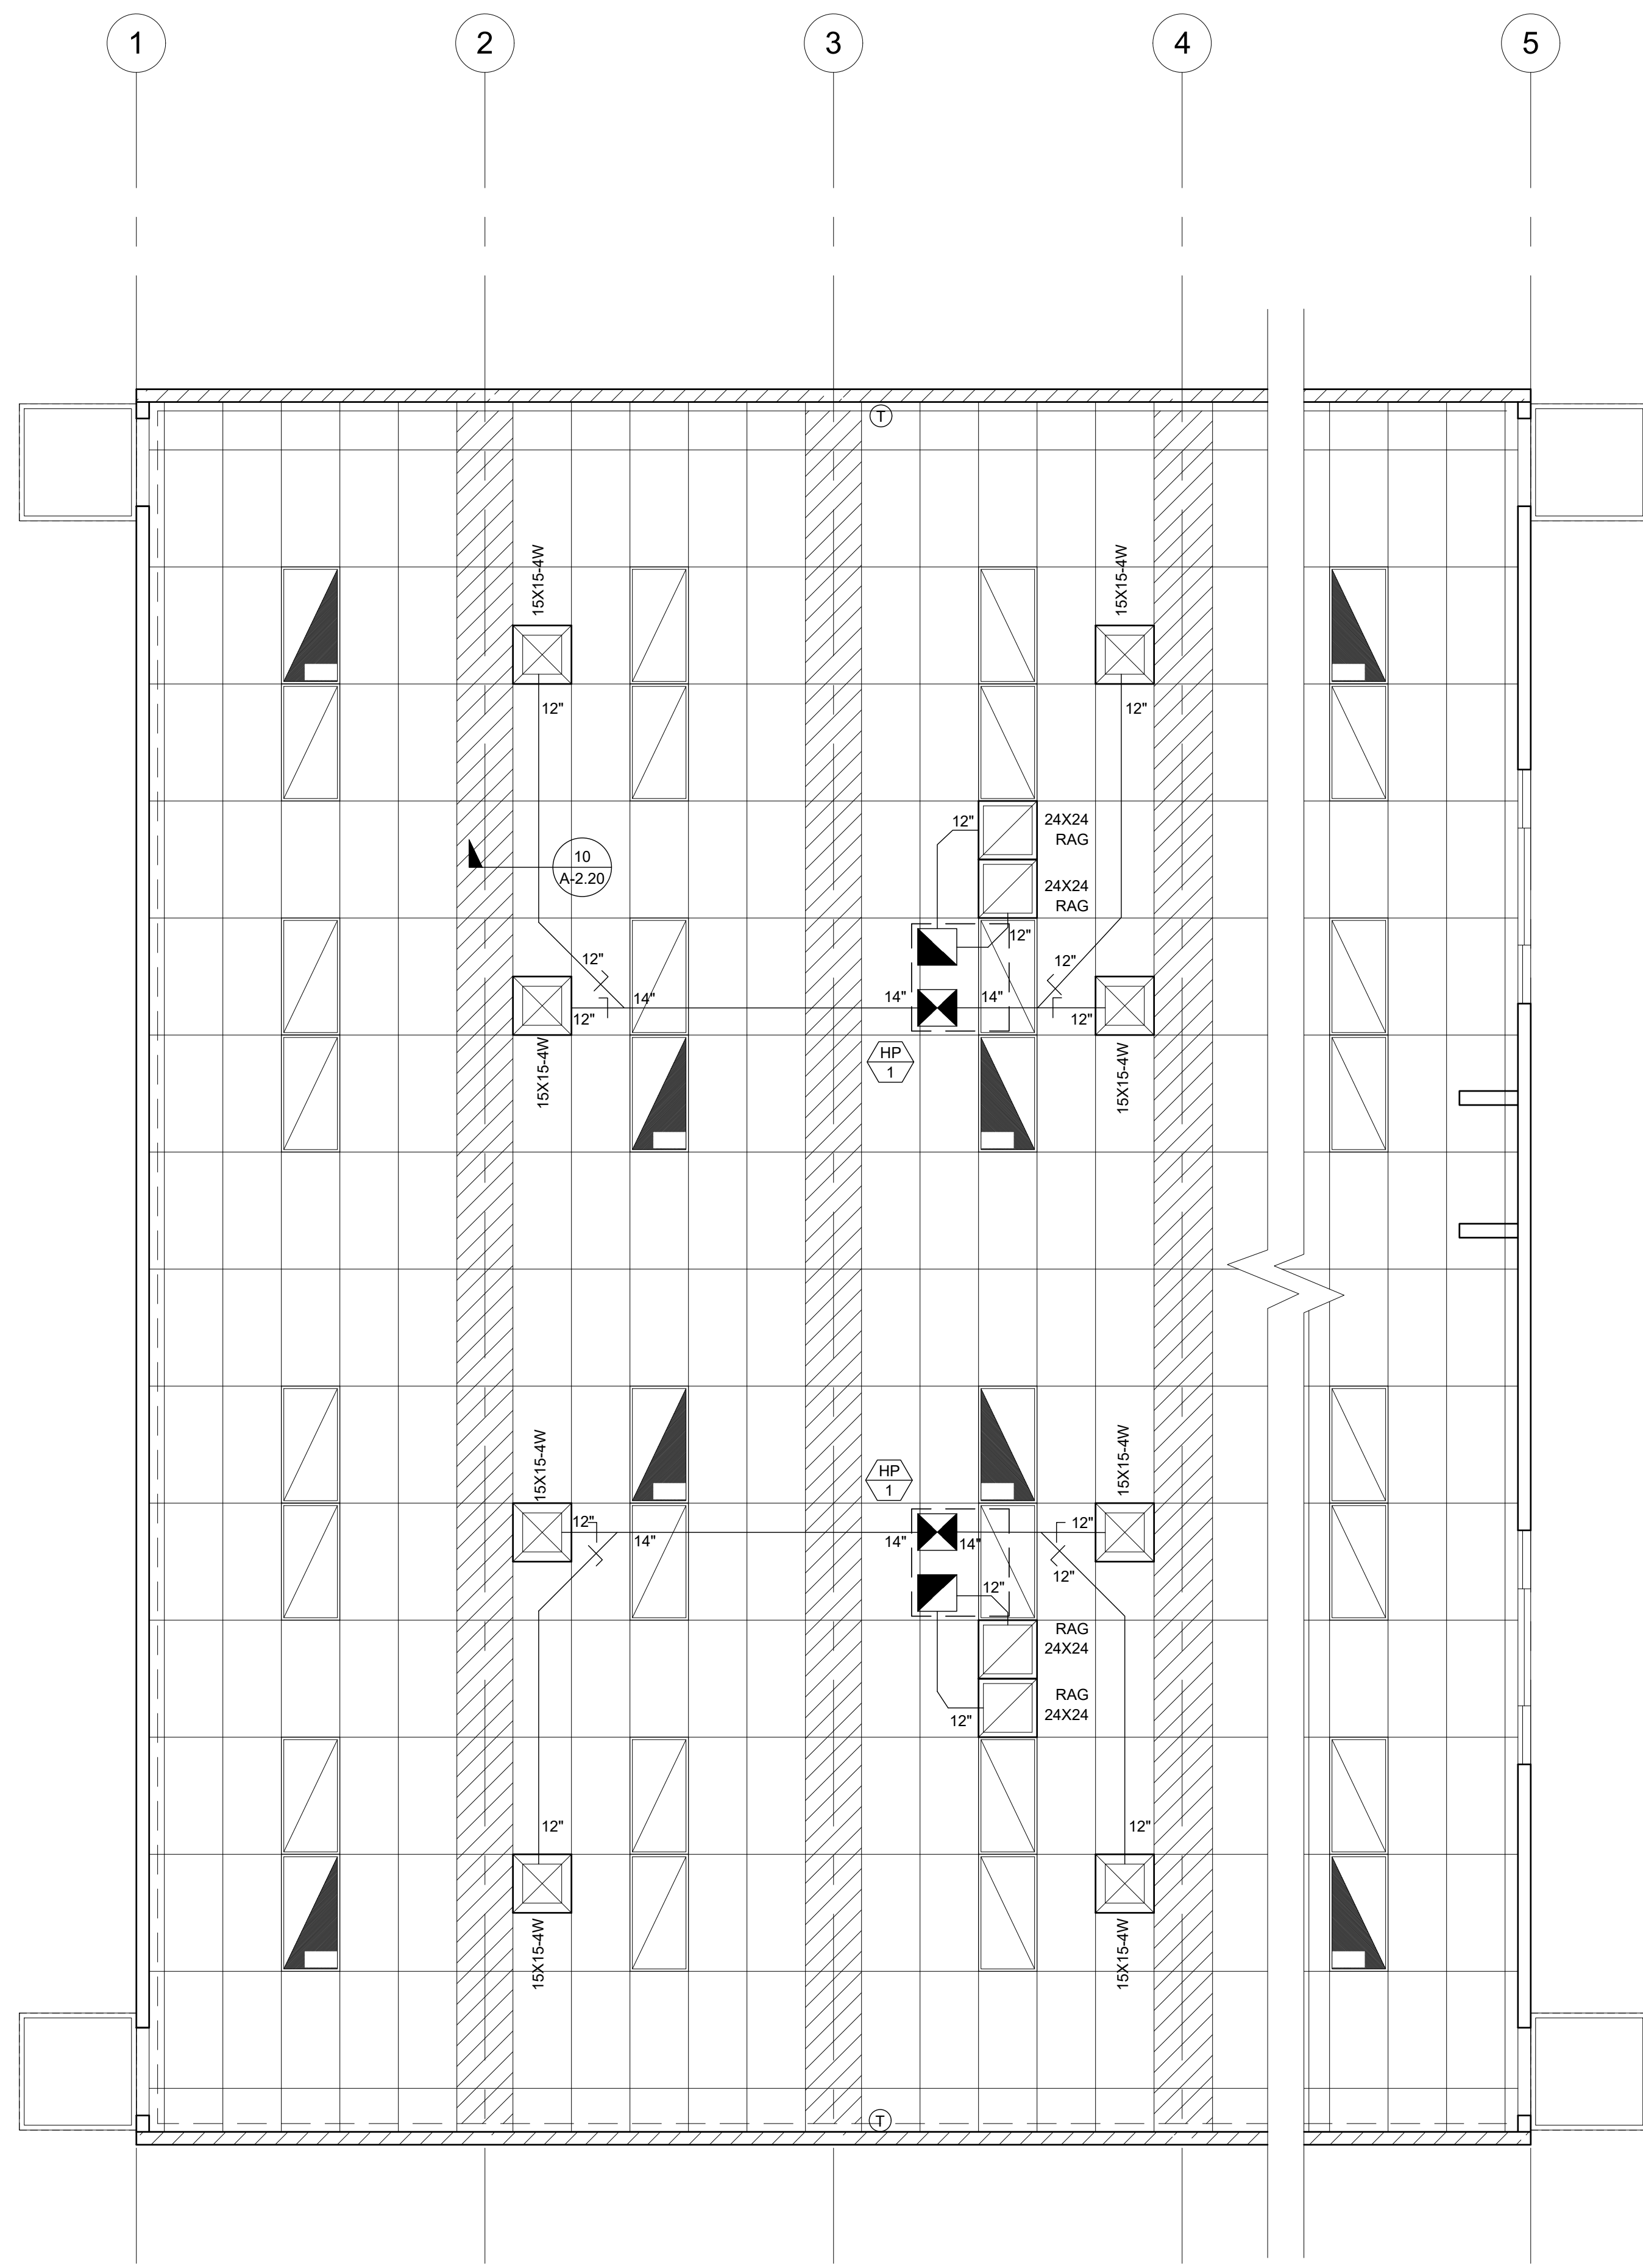 1 2 3 4 5
T
15X15-4W 15X15-4W
12" 12"
12" 24X24
RAG
10
A-2.20
24X24
RAG
12"
12" 12"
14" 14" 14"
12" 12"
15X15-4W 15X15-4W
HP
1
15X15-4W 15X15-4W
HP
1
12" 12"
14" 14" 14"
12"
12"
RAG
24X24
RAG
24X24
12"
12" 12"
15X15-4W 15X15-4W
T